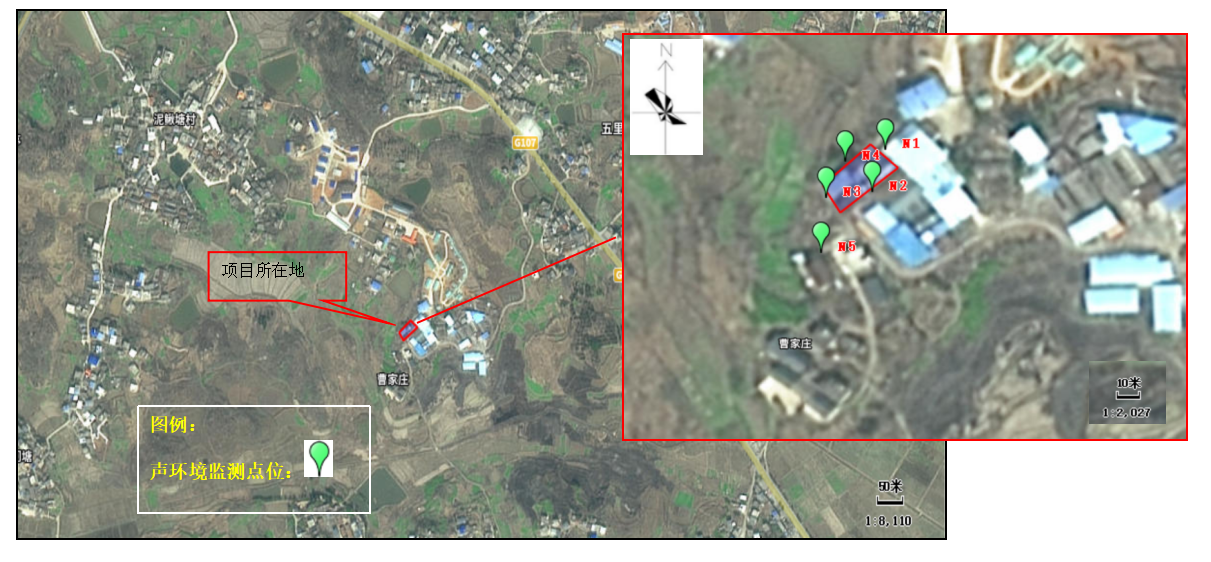 泥鳅塘村
G107
五里
N
N1
N4
N2
N3
N5
项目所在地
曹家庄
曹家庄
10米
1:2,027
图例：
声环境监测点位：
50米
1:8,110